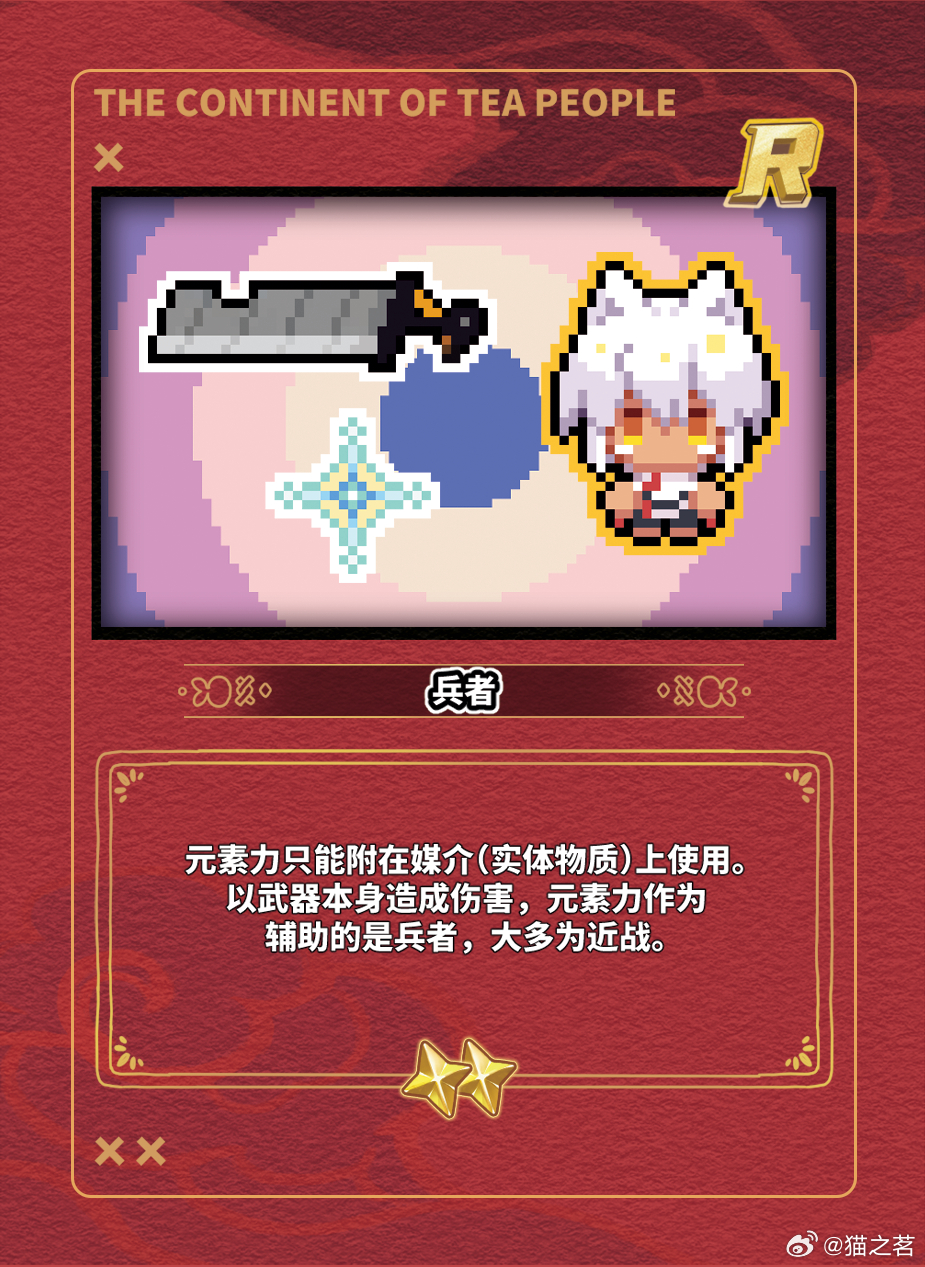 THE CONTINENT OF TEA PEOPLE
R
兵者
元素力只能附在媒介(实体物质)上使用。
以武器本身造成伤害，元素力作为
辅助的是兵者，大多为近战。
@猫之茗